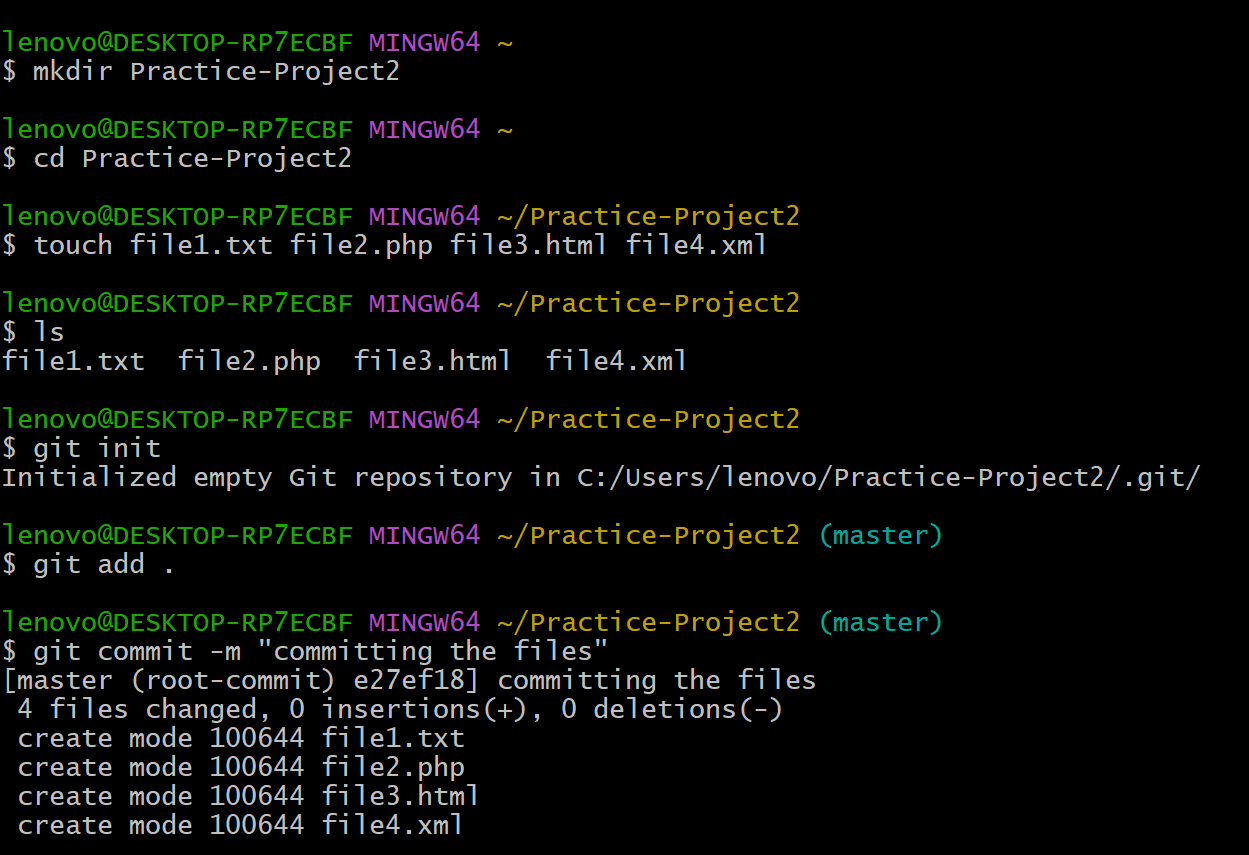 lenovo@DESKTOP-RP7ECBF MINGW64 ~
$ mkdir Practice-Project2
lenovo@DESKTOP-RP7ECBF MINGW64 ~
$ cd Practice-Project2
lenovo@DESKTOP-RP7ECBF MINGW64 ~/Practice-Project2
$ touch file1.txt file2.php file3.html file4.xml
lenovo@DESKTOP-RP7ECBF MINGW64 ~/Practice-Project2
$ ls
file1.txt  file2.php  file3.html  file4.xml
lenovo@DESKTOP-RP7ECBF MINGW64 ~/Practice-Project2
$ git init
Initialized empty Git repository in C:/Users/lenovo/Practice-Project2/.git/
lenovo@DESKTOP-RP7ECBF MINGW64 ~/Practice-Project2 (master)
$ git add .
lenovo@DESKTOP-RP7ECBF MINGW64 ~/Practice-Project2 (master)
$ git commit -m "committing the files"
[master (root-commit) e27ef18] committing the files
 4 files changed, 0 insertions(+), 0 deletions(-)
 create mode 100644 file1.txt
 create mode 100644 file2.php
 create mode 100644 file3.html
 create mode 100644 file4.xml